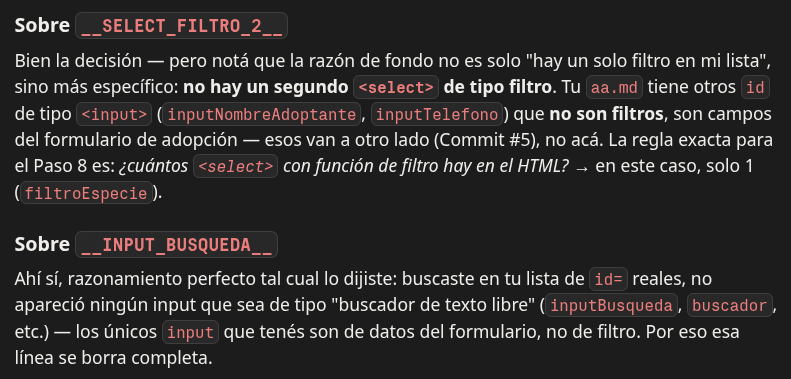 Sobre __SELECT_FILTRO_2__
Bien la decisión — pero notá que la razón de fondo no es solo "hay un solo filtro en mi lista",
sino más específico: no hay un segundo <select> de tipo filtro. Tu aa.md tiene otros id
de tipo <input> (inputNombreAdoptante, inputTelefono) que no son filtros, son campos
del formulario de adopción — esos van a otro lado (Commit #5), no acá. La regla exacta para
el Paso 8 es: ¿cuántos <select> con función de filtro hay en el HTML? → en este caso, solo 1
(filtroEspecie).
Sobre __INPUT_BUSQUEDA__
Ahí sí, razonamiento perfecto tal cual lo dijiste: buscaste en tu lista de id= reales, no
apareció ningún input que sea de tipo "buscador de texto libre" (inputBusqueda, buscador,
etc.) — los únicos input que tenés son de datos del formulario, no de filtro. Por eso esa
línea se borra completa.